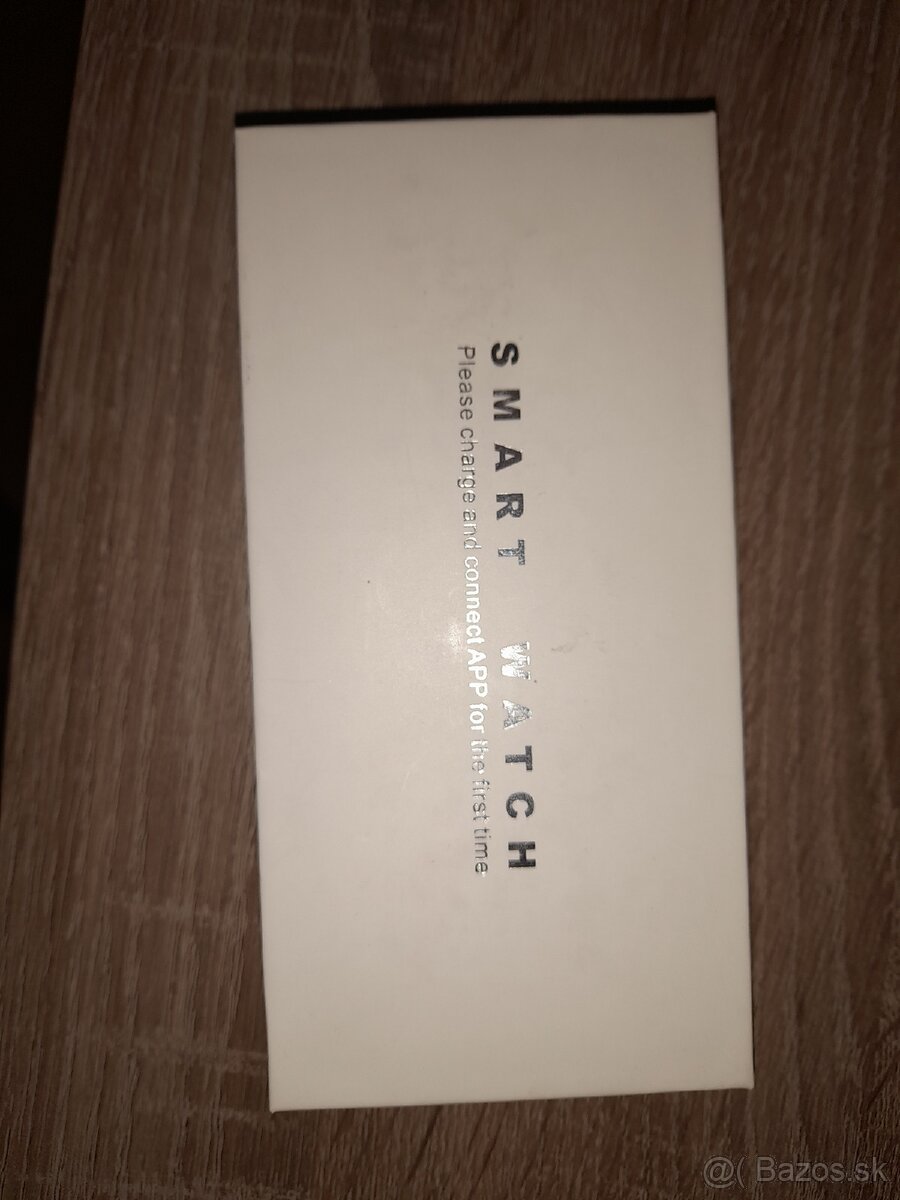 SMART WATCH
Please charge and connect APP for the first time
@( Bazos.sk